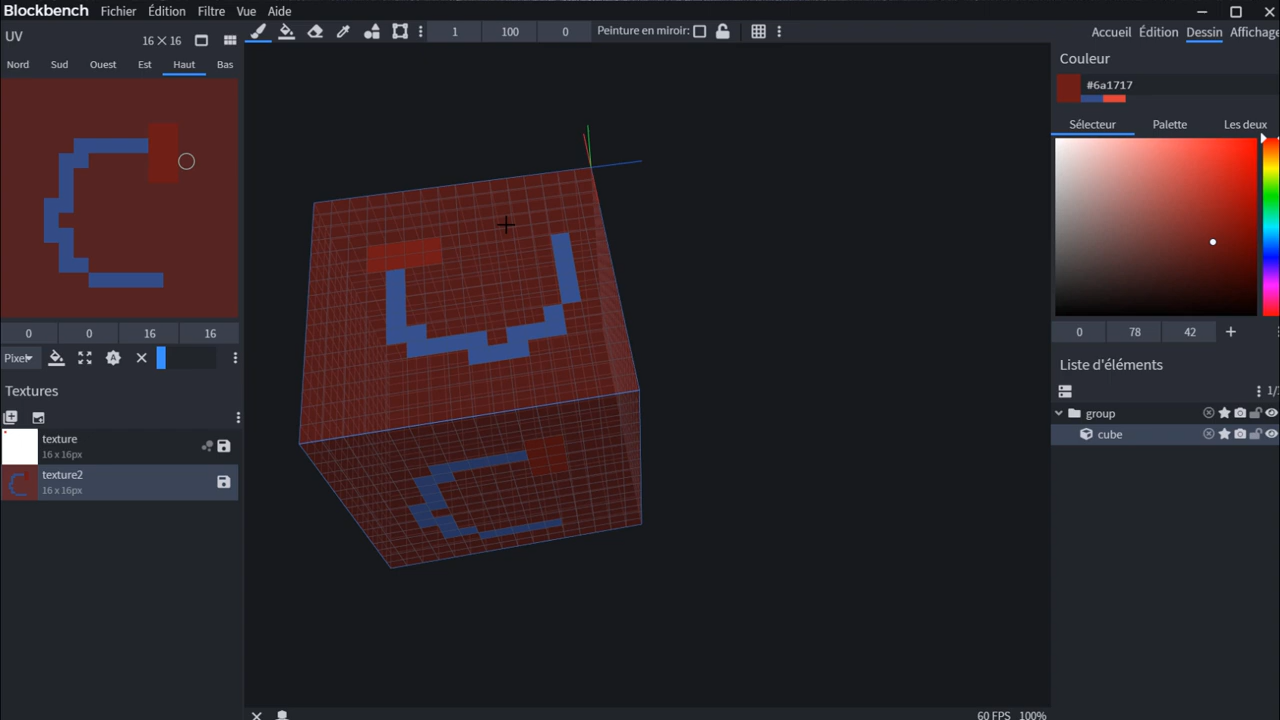 Blockbench Fichier Édition Filtre Vue Aide
UV 16 × 16
1 100 0 Peinture en miroir:
Accueil Édition Dessin Affichage
Nord Sud Ouest Est Haut Bas
Couleur
#6a1717
Sélecteur Palette Les deux
0 0 16 16
0 78 42
Pixel
Textures
texture
16 x 16px
texture2
16 x 16px
Liste d'éléments
1/
group
cube
60 FPS 100%